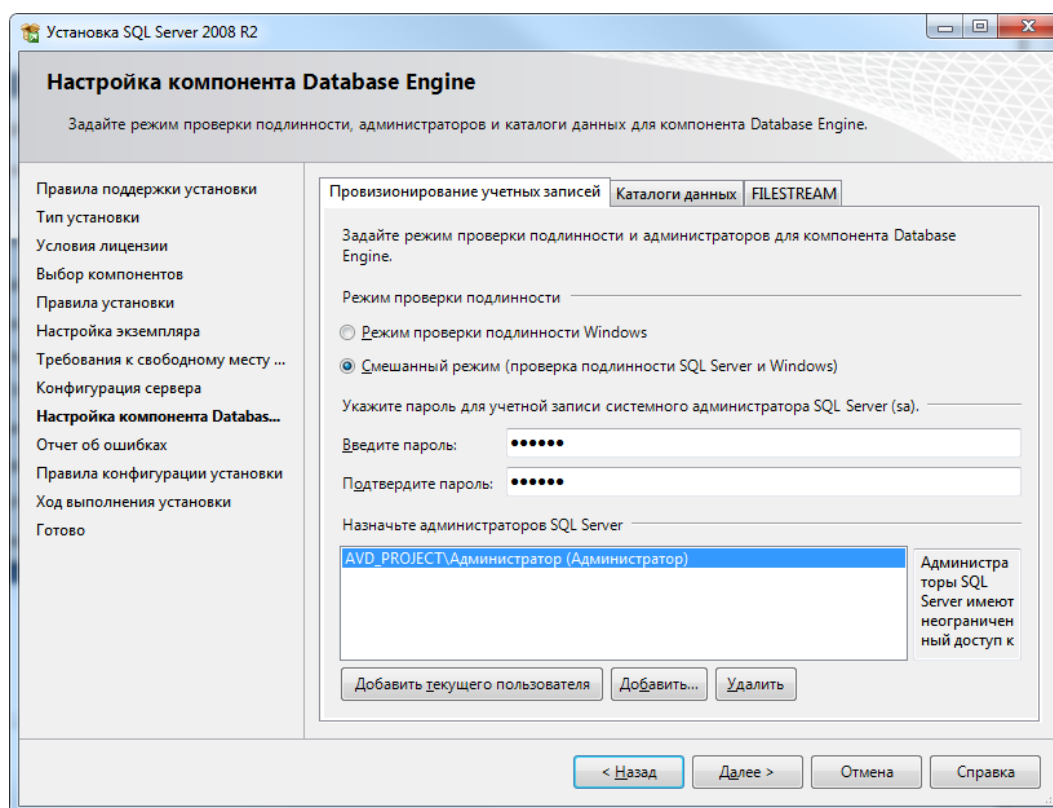 Установка SQL Server 2008 R2
Настройка компонента Database Engine
Задайте режим проверки подлинности, администраторов и каталоги данных для компонента Database Engine.
Правила поддержки установки
Тип установки
Условия лицензии
Выбор компонентов
Правила установки
Настройка экземпляра
Требования к свободному месту ...
Конфигурация сервера
Настройка компонента Databas...
Отчет об ошибках
Правила конфигурации установки
Ход выполнения установки
Готово
Провизионирование учетных записей
Каталоги данных
FILESTREAM
Задайте режим проверки подлинности и администраторов для компонента Database
Engine.
Режим проверки подлинности
Режим проверки подлинности Windows
Смешанный режим (проверка подлинности SQL Server и Windows)
Укажите пароль для учетной записи системного администратора SQL Server (sa).
Введите пароль: ●●●●●●
Подтвердите пароль: ●●●●●●
Назначьте администраторов SQL Server
AVD_PROJECT\Администратор (Администратор)
Администра
торы SQL
Server имеют
неограничен
ный доступ к
Добавить текущего пользователя
Добавить...
Удалить
< Назад
Далее >
Отмена
Справка